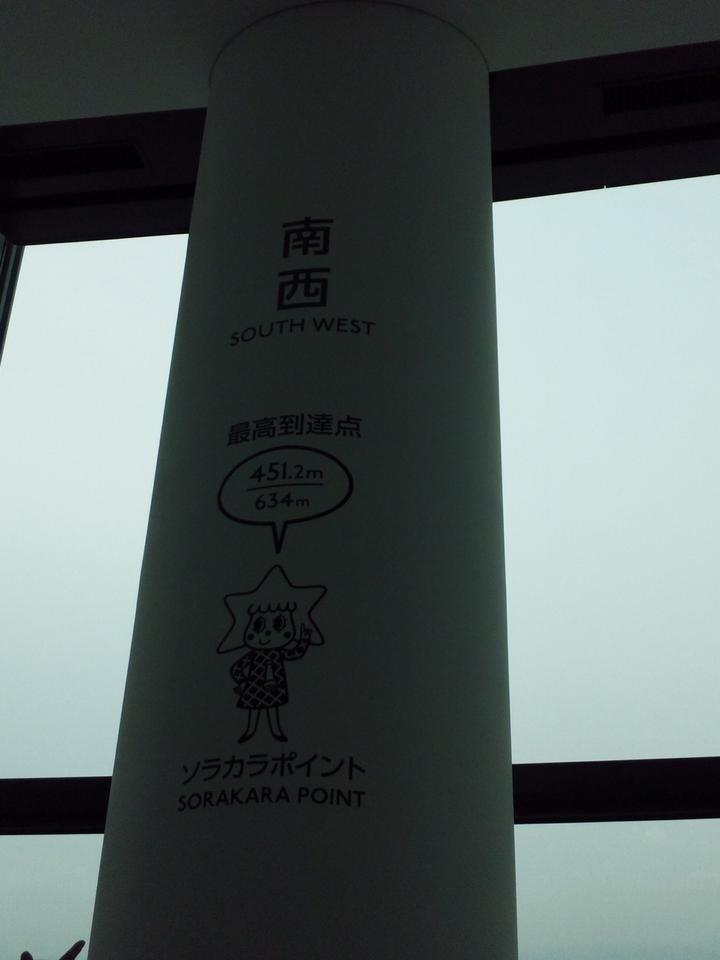 南
西
SOUTH WEST
最高到達点
451.2m
634m
ソラカラポイント
SORAKARA POINT